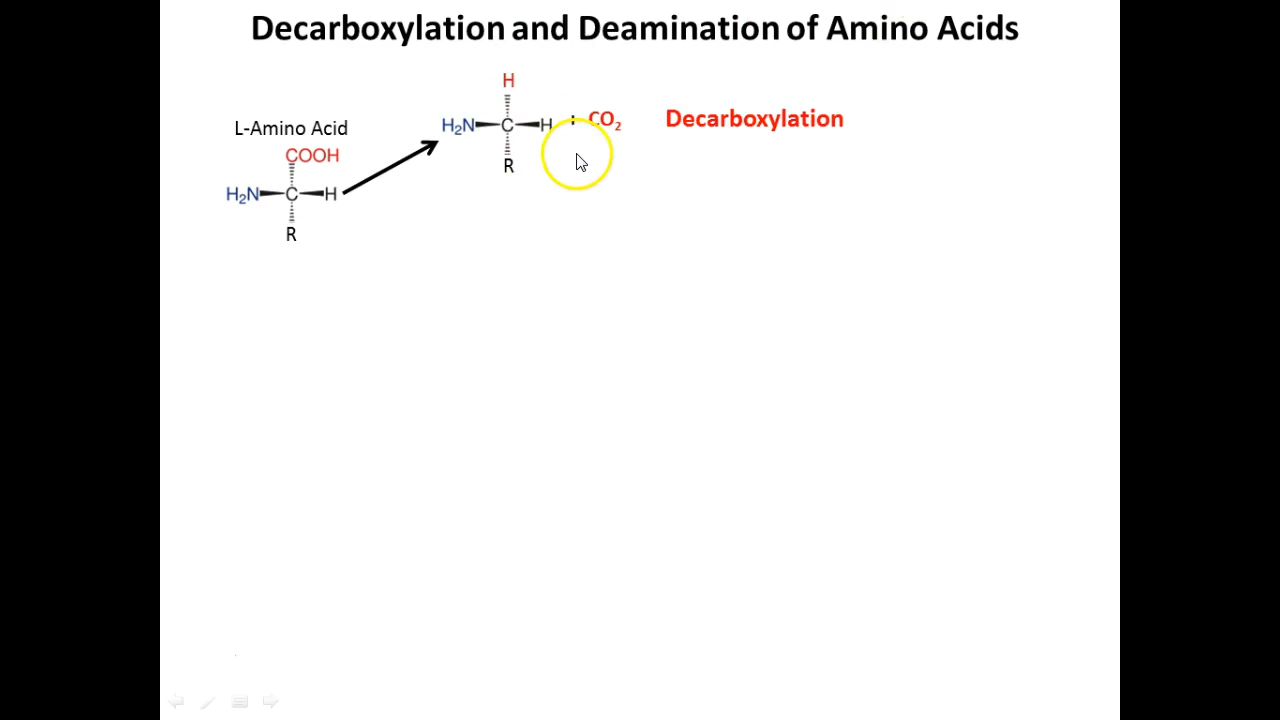 Decarboxylation and Deamination of Amino Acids
H
H₂N C H + CO₂ Decarboxylation
R
L-Amino Acid
COOH
H₂N C H
R